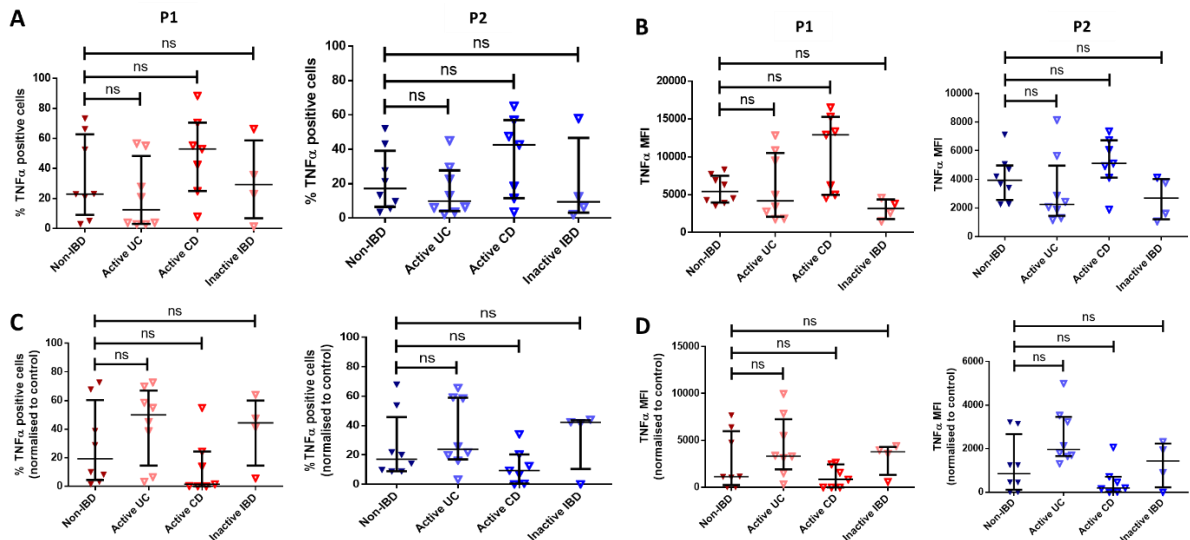 A
P1
ns
ns
ns
% TNFα positive cells
100
80
60
40
20
0
Non-IBD
Active UC
Active CD
Inactive IBD
P2
ns
ns
ns
% TNFα positive cells
100
80
60
40
20
0
Non-IBD
Active UC
Active CD
Inactive IBD
B
P1
ns
ns
ns
TNFα MFI
20000
15000
10000
5000
0
Non-IBD
Active UC
Active CD
Inactive IBD
P2
ns
ns
ns
TNFα MFI
10000
8000
6000
4000
2000
0
Non-IBD
Active UC
Active CD
Inactive IBD
C
ns
ns
ns
% TNFα positive cells
(normalised to control)
100
80
60
40
20
0
Non-IBD
Active UC
Active CD
Inactive IBD
ns
ns
ns
% TNFα positive cells
(normalised to control)
100
80
60
40
20
0
Non-IBD
Active UC
Active CD
Inactive IBD
D
ns
ns
ns
TNFα MFI
(normalised to control)
15000
10000
5000
0
Non-IBD
Active UC
Active CD
Inactive IBD
ns
ns
ns
TNFα MFI
(normalised to control)
6000
4000
2000
0
Non-IBD
Active UC
Active CD
Inactive IBD